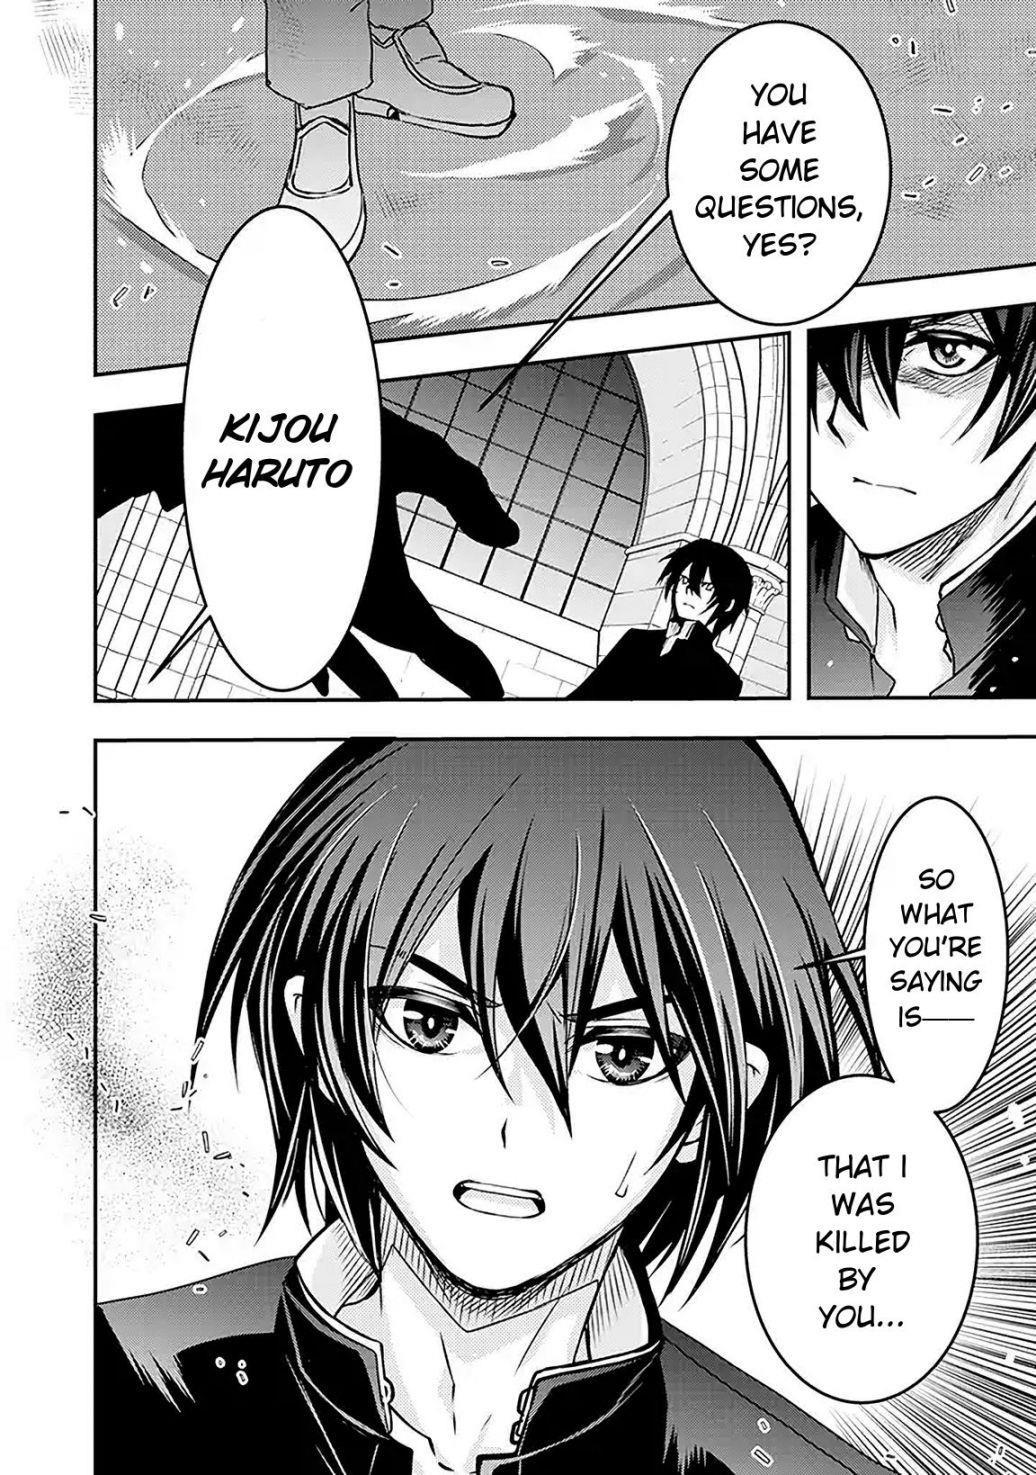 YOU
HAVE
SOME
QUESTIONS,
YES?
KIJOU
HARUTO
SO
WHAT
YOU'RE
SAYING
IS——
THAT I
WAS
KILLED
BY
YOU...